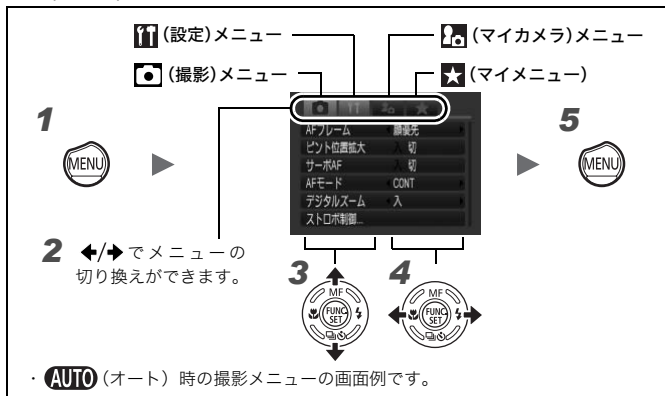 (設定)メニュー
(マイカメラ)メニュー
(撮影)メニュー
(マイメニュー)
1
MENU
AFフレーム 顔優先
ピント位置拡大 入 切
サーボAF 入 切
AFモード CONT
デジタルズーム 入
ストロボ制御...
5
MENU
2 /でメニューの
切り換えができます。
3
MF
FUNC.
SET
4
MF
FUNC.
SET
・AUTO(オート)時の撮影メニューの画面例です。